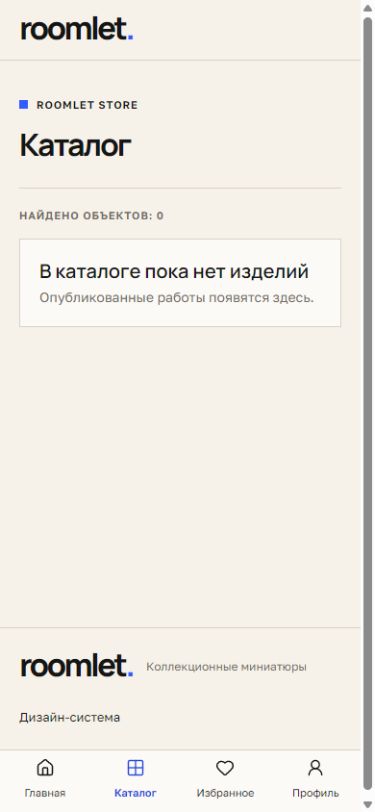 roomlet.
ROOMLET STORE
Каталог
НАЙДЕНО ОБЪЕКТОВ: 0
В каталоге пока нет изделий
Опубликованные работы появятся здесь.
roomlet. Коллекционные миниатюры
Дизайн-система
Главная Каталог Избранное Профиль